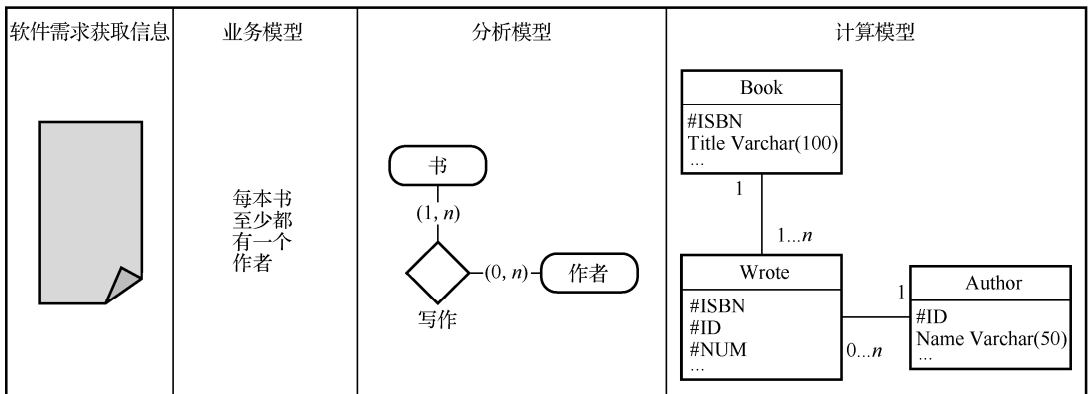 软件需求获取信息
业务模型
分析模型
计算模型
每本书
至少都
有一个
作者
书
(1, n)
(0, n)
作者
写作
Book
#ISBN
Title Varchar(100)
...
1
1...n
Wrote
#ISBN
#ID
#NUM
...
1
0...n
Author
#ID
Name Varchar(50)
...